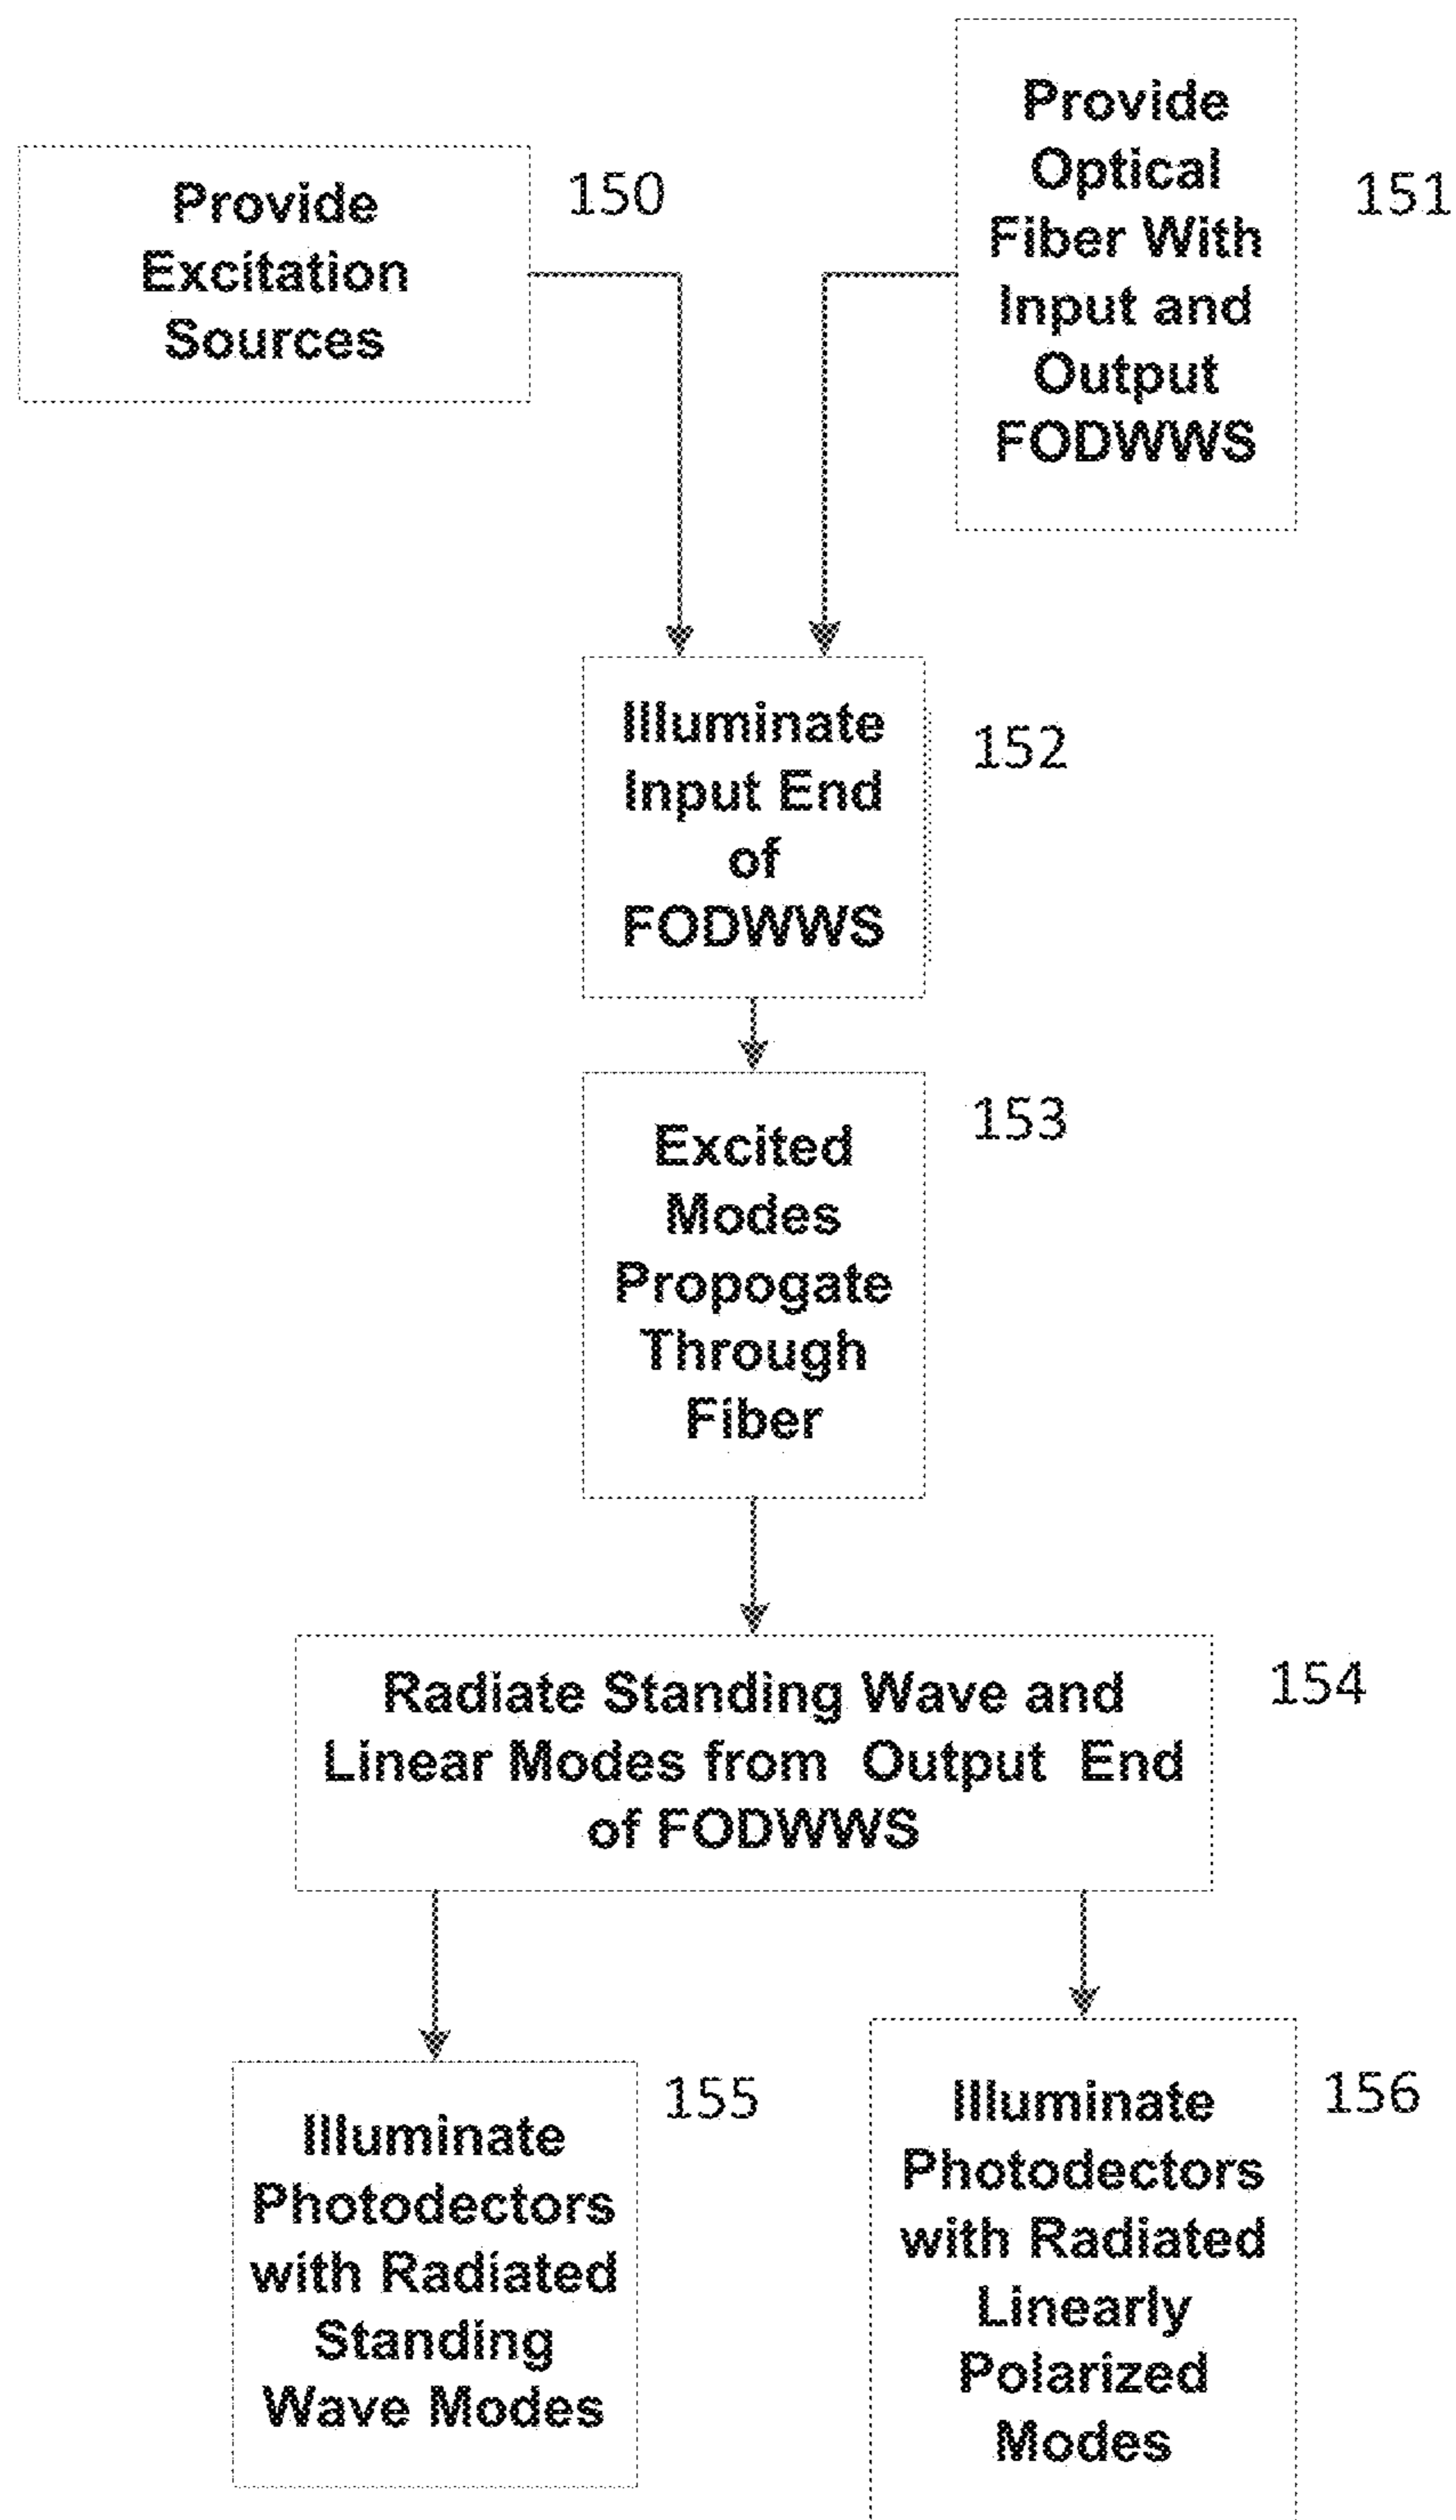 Provide
Excitation
Sources
150
Provide
Optical
Fiber With
Input and
Output
FODWWS
151
Illuminate
Input End
of
FODWWS
152
Excited
Modes
Propogate
Through
Fiber
153
Radiate Standing Wave and
Linear Modes from Output End
of FODWWS
154
Illuminate
Photodectors
with Radiated
Standing
Wave Modes
155
Illuminate
Photodectors
with Radiated
Linearly
Polarized
Modes
156